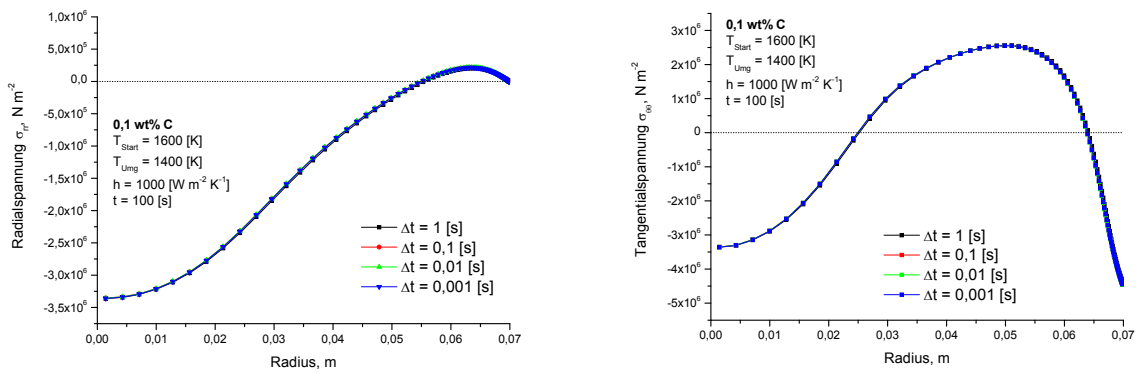 Radialspannung σrr, N m-2
1,0x10^6
5,0x10^5
0,0
-5,0x10^5
-1,0x10^6
-1,5x10^6
-2,0x10^6
-2,5x10^6
-3,0x10^6
-3,5x10^6
0,1 wt% C
TStart = 1600 [K]
TUmg = 1400 [K]
h = 1000 [W m-2 K-1]
t = 100 [s]
Δt = 1 [s]
Δt = 0,1 [s]
Δt = 0,01 [s]
Δt = 0,001 [s]
0,00 0,01 0,02 0,03 0,04 0,05 0,06 0,07
Radius, m
Tangentialspannung σΘΘ, N m-2
3x10^6
2x10^6
1x10^6
0
-1x10^6
-2x10^6
-3x10^6
-4x10^6
-5x10^6
0,1 wt% C
TStart = 1600 [K]
TUmg = 1400 [K]
h = 1000 [W m-2 K-1]
t = 100 [s]
Δt = 1 [s]
Δt = 0,1 [s]
Δt = 0,01 [s]
Δt = 0,001 [s]
0,00 0,01 0,02 0,03 0,04 0,05 0,06 0,07
Radius, m